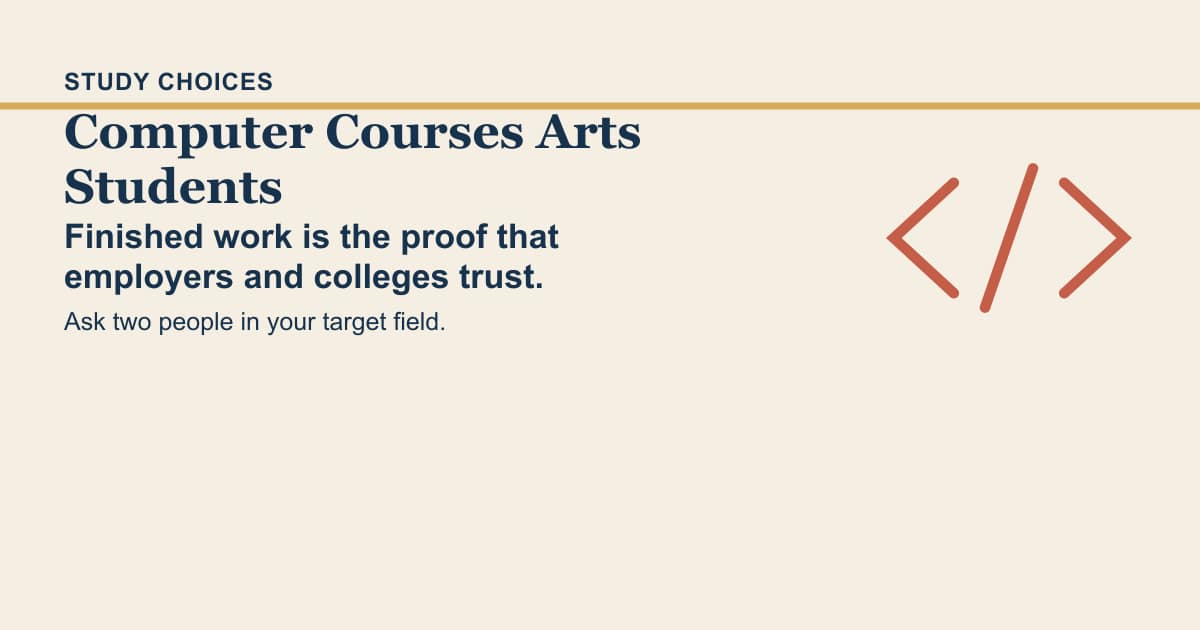 STUDY CHOICES
Computer Courses Arts
Students
Finished work is the proof that
employers and colleges trust.
Ask two people in your target field.